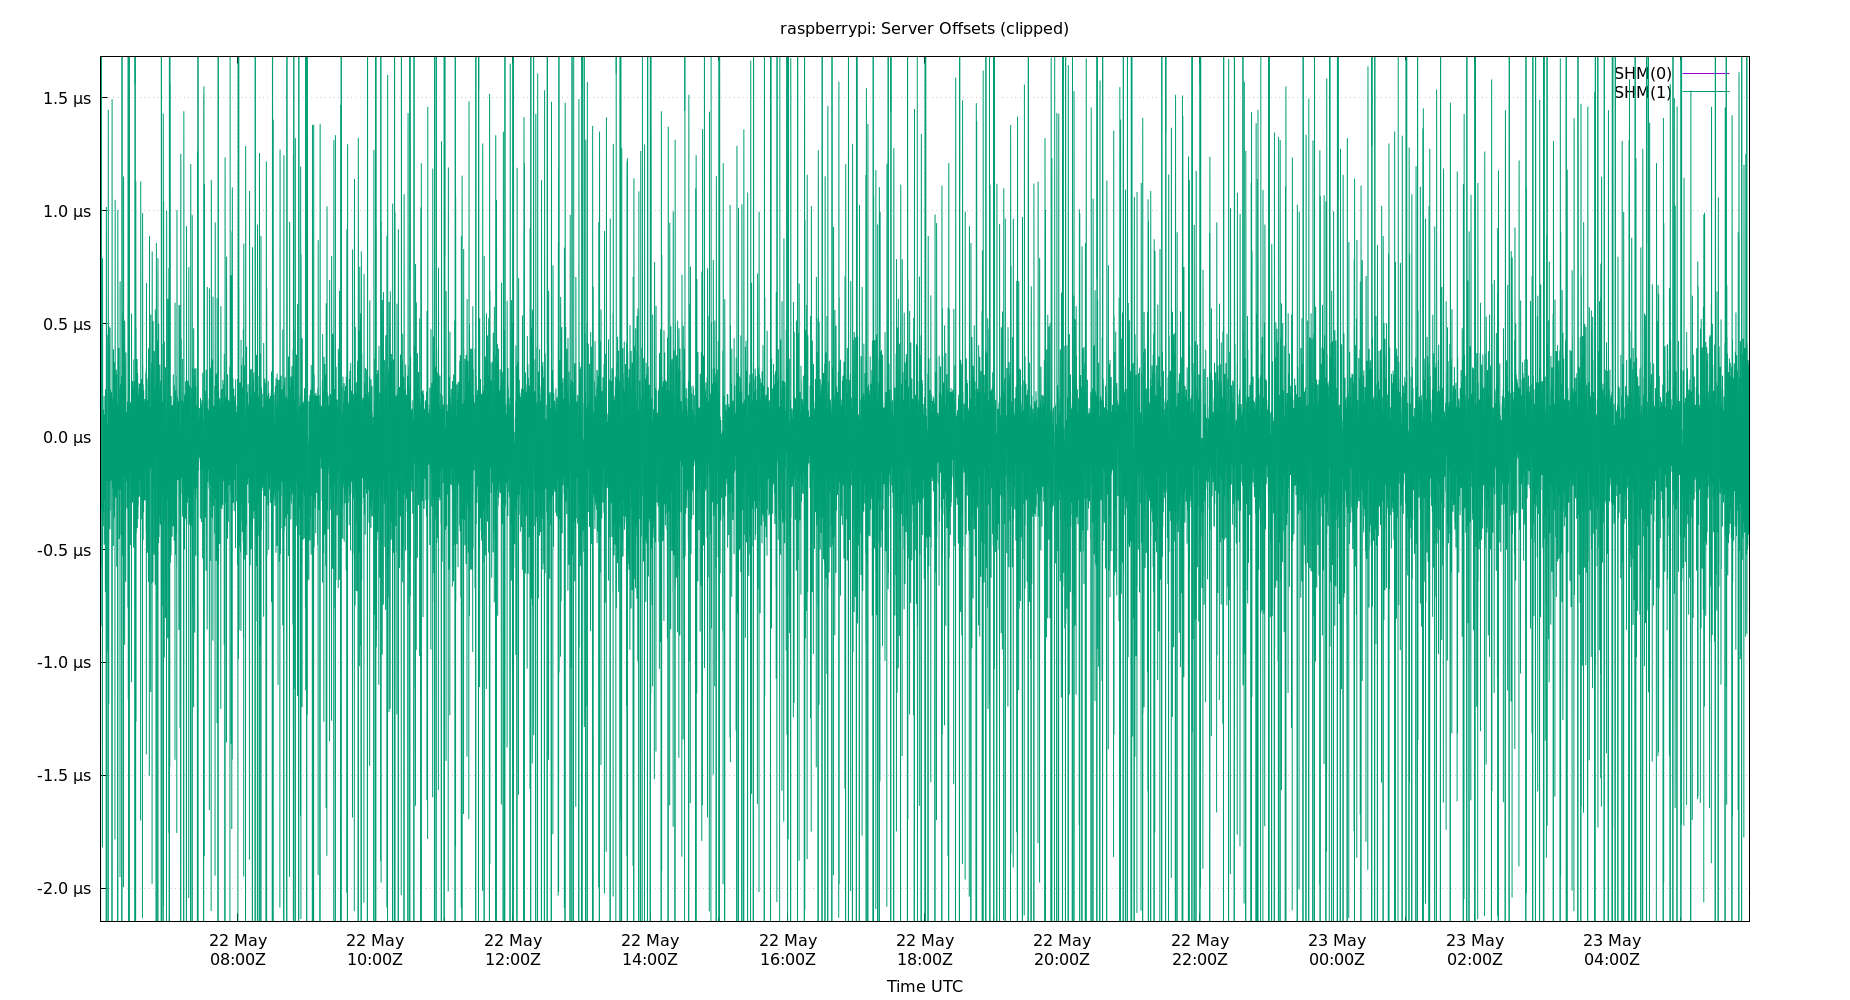 raspberrypi: Server Offsets (clipped)
SHM(0)
SHM(1)
1.5 µs
1.0 µs
0.5 µs
0.0 µs
-0.5 µs
-1.0 µs
-1.5 µs
-2.0 µs
22 May 22 May 22 May 22 May 22 May 22 May 22 May 22 May 23 May 23 May 23 May
08:00Z 10:00Z 12:00Z 14:00Z 16:00Z 18:00Z 20:00Z 22:00Z 00:00Z 02:00Z 04:00Z
Time UTC